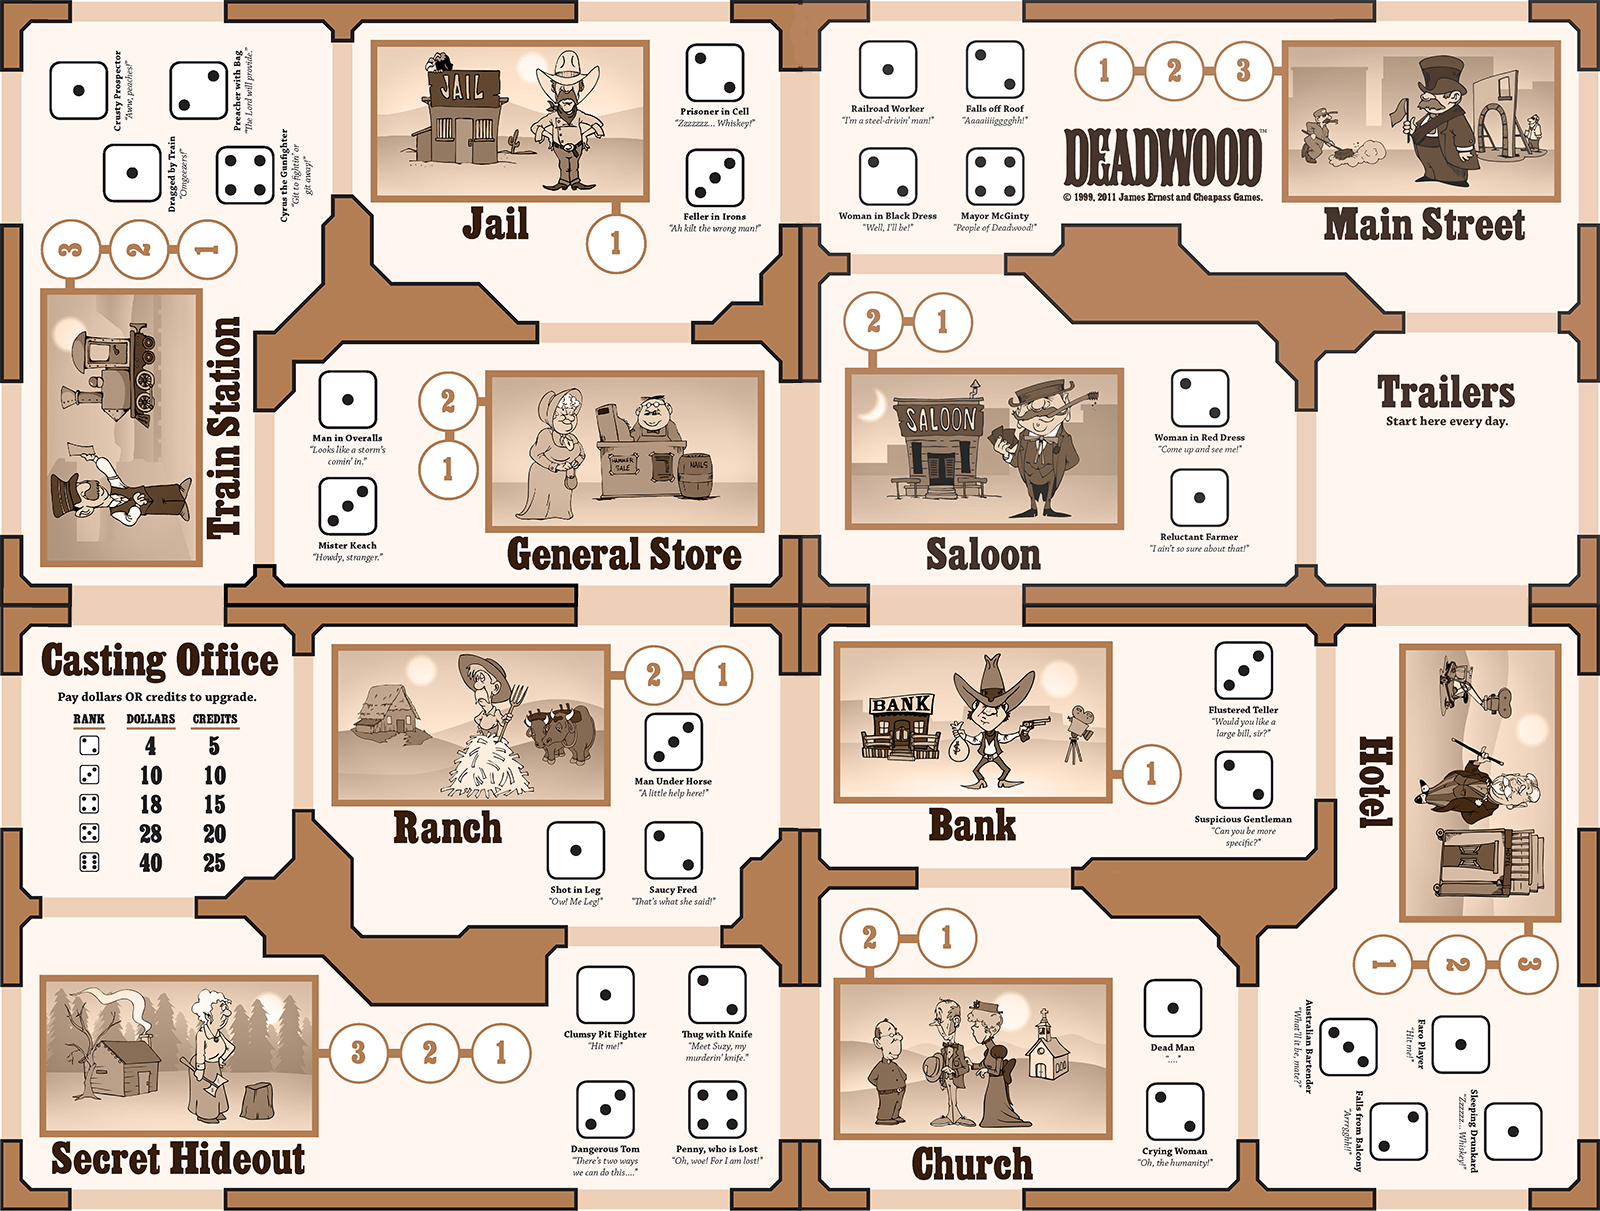 Crusty Prospector
“Aww, peaches!”
Preacher with Bag
“The Lord will provide.”
Dragged by Train
“Omgeezers!”
Cyrus the Gunfighter
“Git to fightin' or
git away!”
3
2
1
Train Station
JAIL
Jail
1
Prisoner in Cell
“Zzzzzzz... Whiskey!”
Feller in Irons
“Ah kilt the wrong man!”
Man in Overalls
“Looks like a storm's
comin' in.”
Mister Keach
“Howdy, stranger.”
2
1
HAMMER
SALE
NAILS
General Store
Railroad Worker
“I'm a steel-drivin' man!”
Falls off Roof
“Aaaaiiiiggggghh!”
Woman in Black Dress
“Well, I'll be!”
Mayor McGinty
“People of Deadwood!”
1
2
3
DEADWOOD™
© 1999, 2011 James Ernest and Cheapass Games.
Main Street
2
1
SALOON
Saloon
Woman in Red Dress
“Come up and see me!”
Reluctant Farmer
“I ain't so sure about that!”
Trailers
Start here every day.
Casting Office
Pay dollars OR credits to upgrade.
RANK DOLLARS CREDITS
4 5
10 10
18 15
28 20
40 25
Ranch
2
1
Man Under Horse
“A little help here!”
Shot in Leg
“Ow! Me Leg!”
Saucy Fred
“That's what she said!”
Secret Hideout
3
2
1
Clumsy Pit Fighter
“Hit me!”
Thug with Knife
“Meet Suzy, my
murderin' knife.”
Dangerous Tom
“There's two ways
we can do this....”
Penny, who is Lost
“Oh, woe! For I am lost!”
BANK
$
Bank
1
Flustered Teller
“Would you like a
large bill, sir?”
Suspicious Gentleman
“Can you be more
specific?”
2
1
Church
Dead Man
“....”
Crying Woman
“Oh, the humanity!”
Hotel
3
2
1
Australian Bartender
“What'll it be, mate?”
Faro Player
“Hit me!”
Falls from Balcony
“Arrrgghh!!”
Sleeping Drunkard
“Zzzzzzz... Whiskey!”